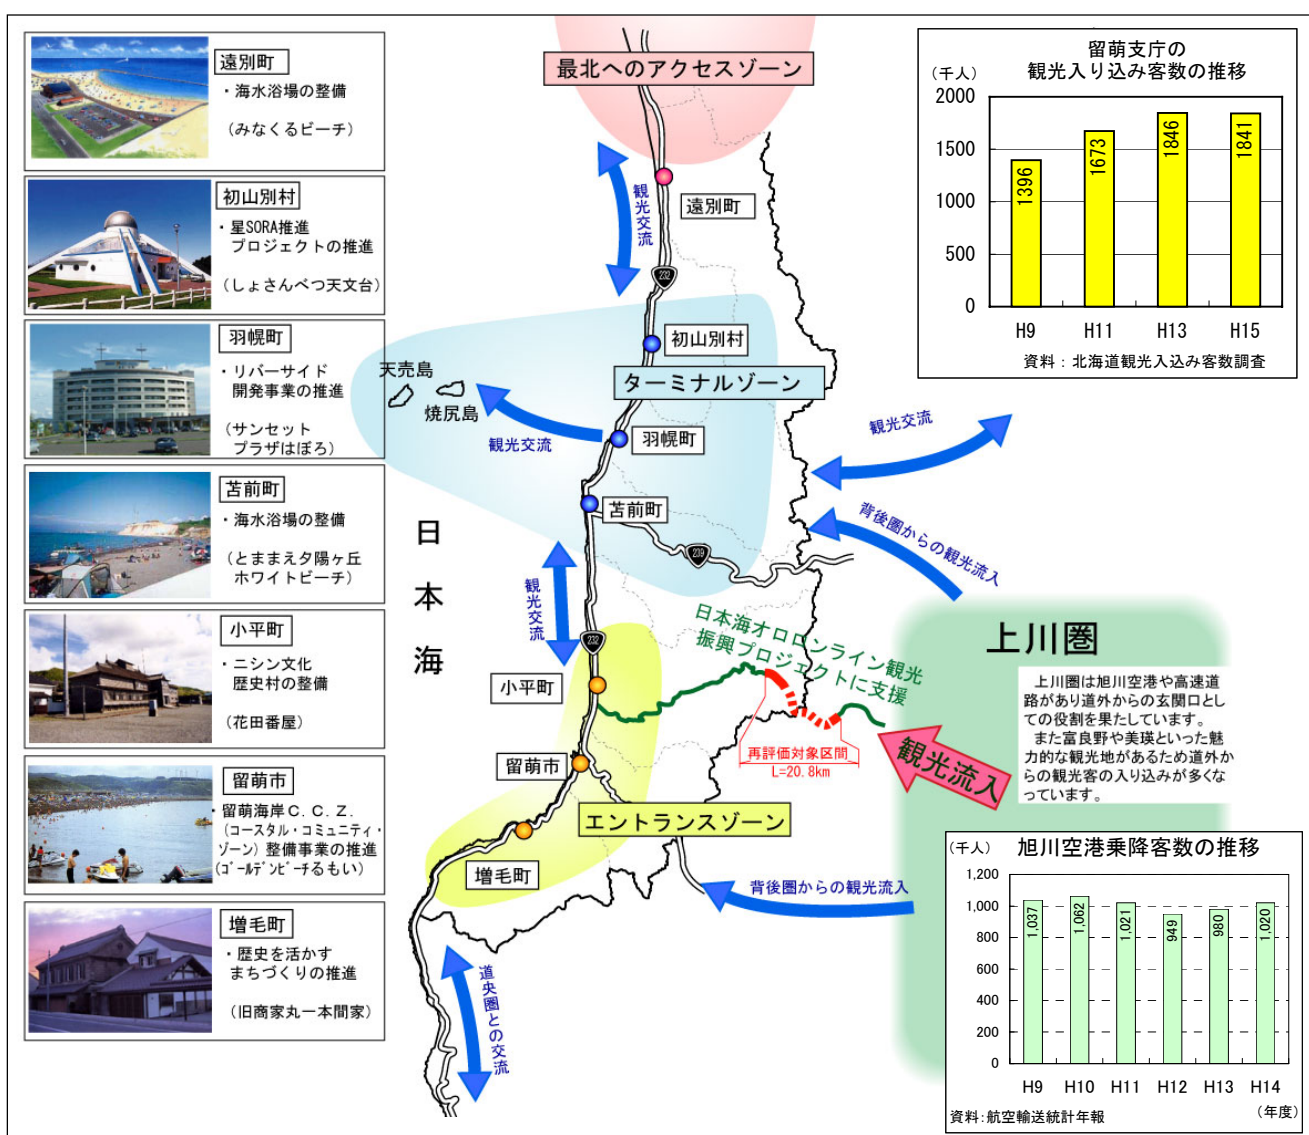 遠別町
・海水浴場の整備
（みなくるビーチ）
初山別村
・星SORA推進
プロジェクトの推進
（しょさんべつ天文台）
羽幌町
・リバーサイド
開発事業の推進
（サンセット
プラザはぼろ）
苫前町
・海水浴場の整備
（とままえ夕陽ヶ丘
ホワイトビーチ）
小平町
・ニシン文化
歴史村の整備
（花田番屋）
留萌市
・留萌海岸Ｃ．Ｃ．Ｚ．
（コースタル・コミュニティ・
ゾーン）整備事業の推進
（ｺﾞｰﾙﾃﾞﾝﾋﾞｰﾁるもい）
増毛町
・歴史を活かす
まちづくりの推進
（旧商家丸一本間家）
最北へのアクセスゾーン
観光交流
遠別町
232
初山別村
ターミナルゾーン
天売島
焼尻島
観光交流
羽幌町
苫前町
239
日本海
観光交流
232
小平町
留萌市
エントランスゾーン
増毛町
道央圏との交流
観光交流
背後圏からの観光流入
日本海オロロンライン観光
振興プロジェクトに支援
再評価対象区間
L=20.8km
観光流入
背後圏からの観光流入
上川圏
上川圏は旭川空港や高速道
路があり道外からの玄関口とし
ての役割を果たしています。
また富良野や美瑛といった魅
力的な観光地があるため道外か
らの観光客の入り込みが多くな
っています。
留萌支庁の
観光入り込み客数の推移
（千人）
2000
1500
1000
500
0
1396
1673
1846
1841
H9 H11 H13 H15
資料：北海道観光入込み客数調査
旭川空港乗降客数の推移
（千人）
1,200
1,000
800
600
400
200
0
1,037
1,062
1,021
949
980
1,020
H9 H10 H11 H12 H13 H14
（年度）
資料:航空輸送統計年報